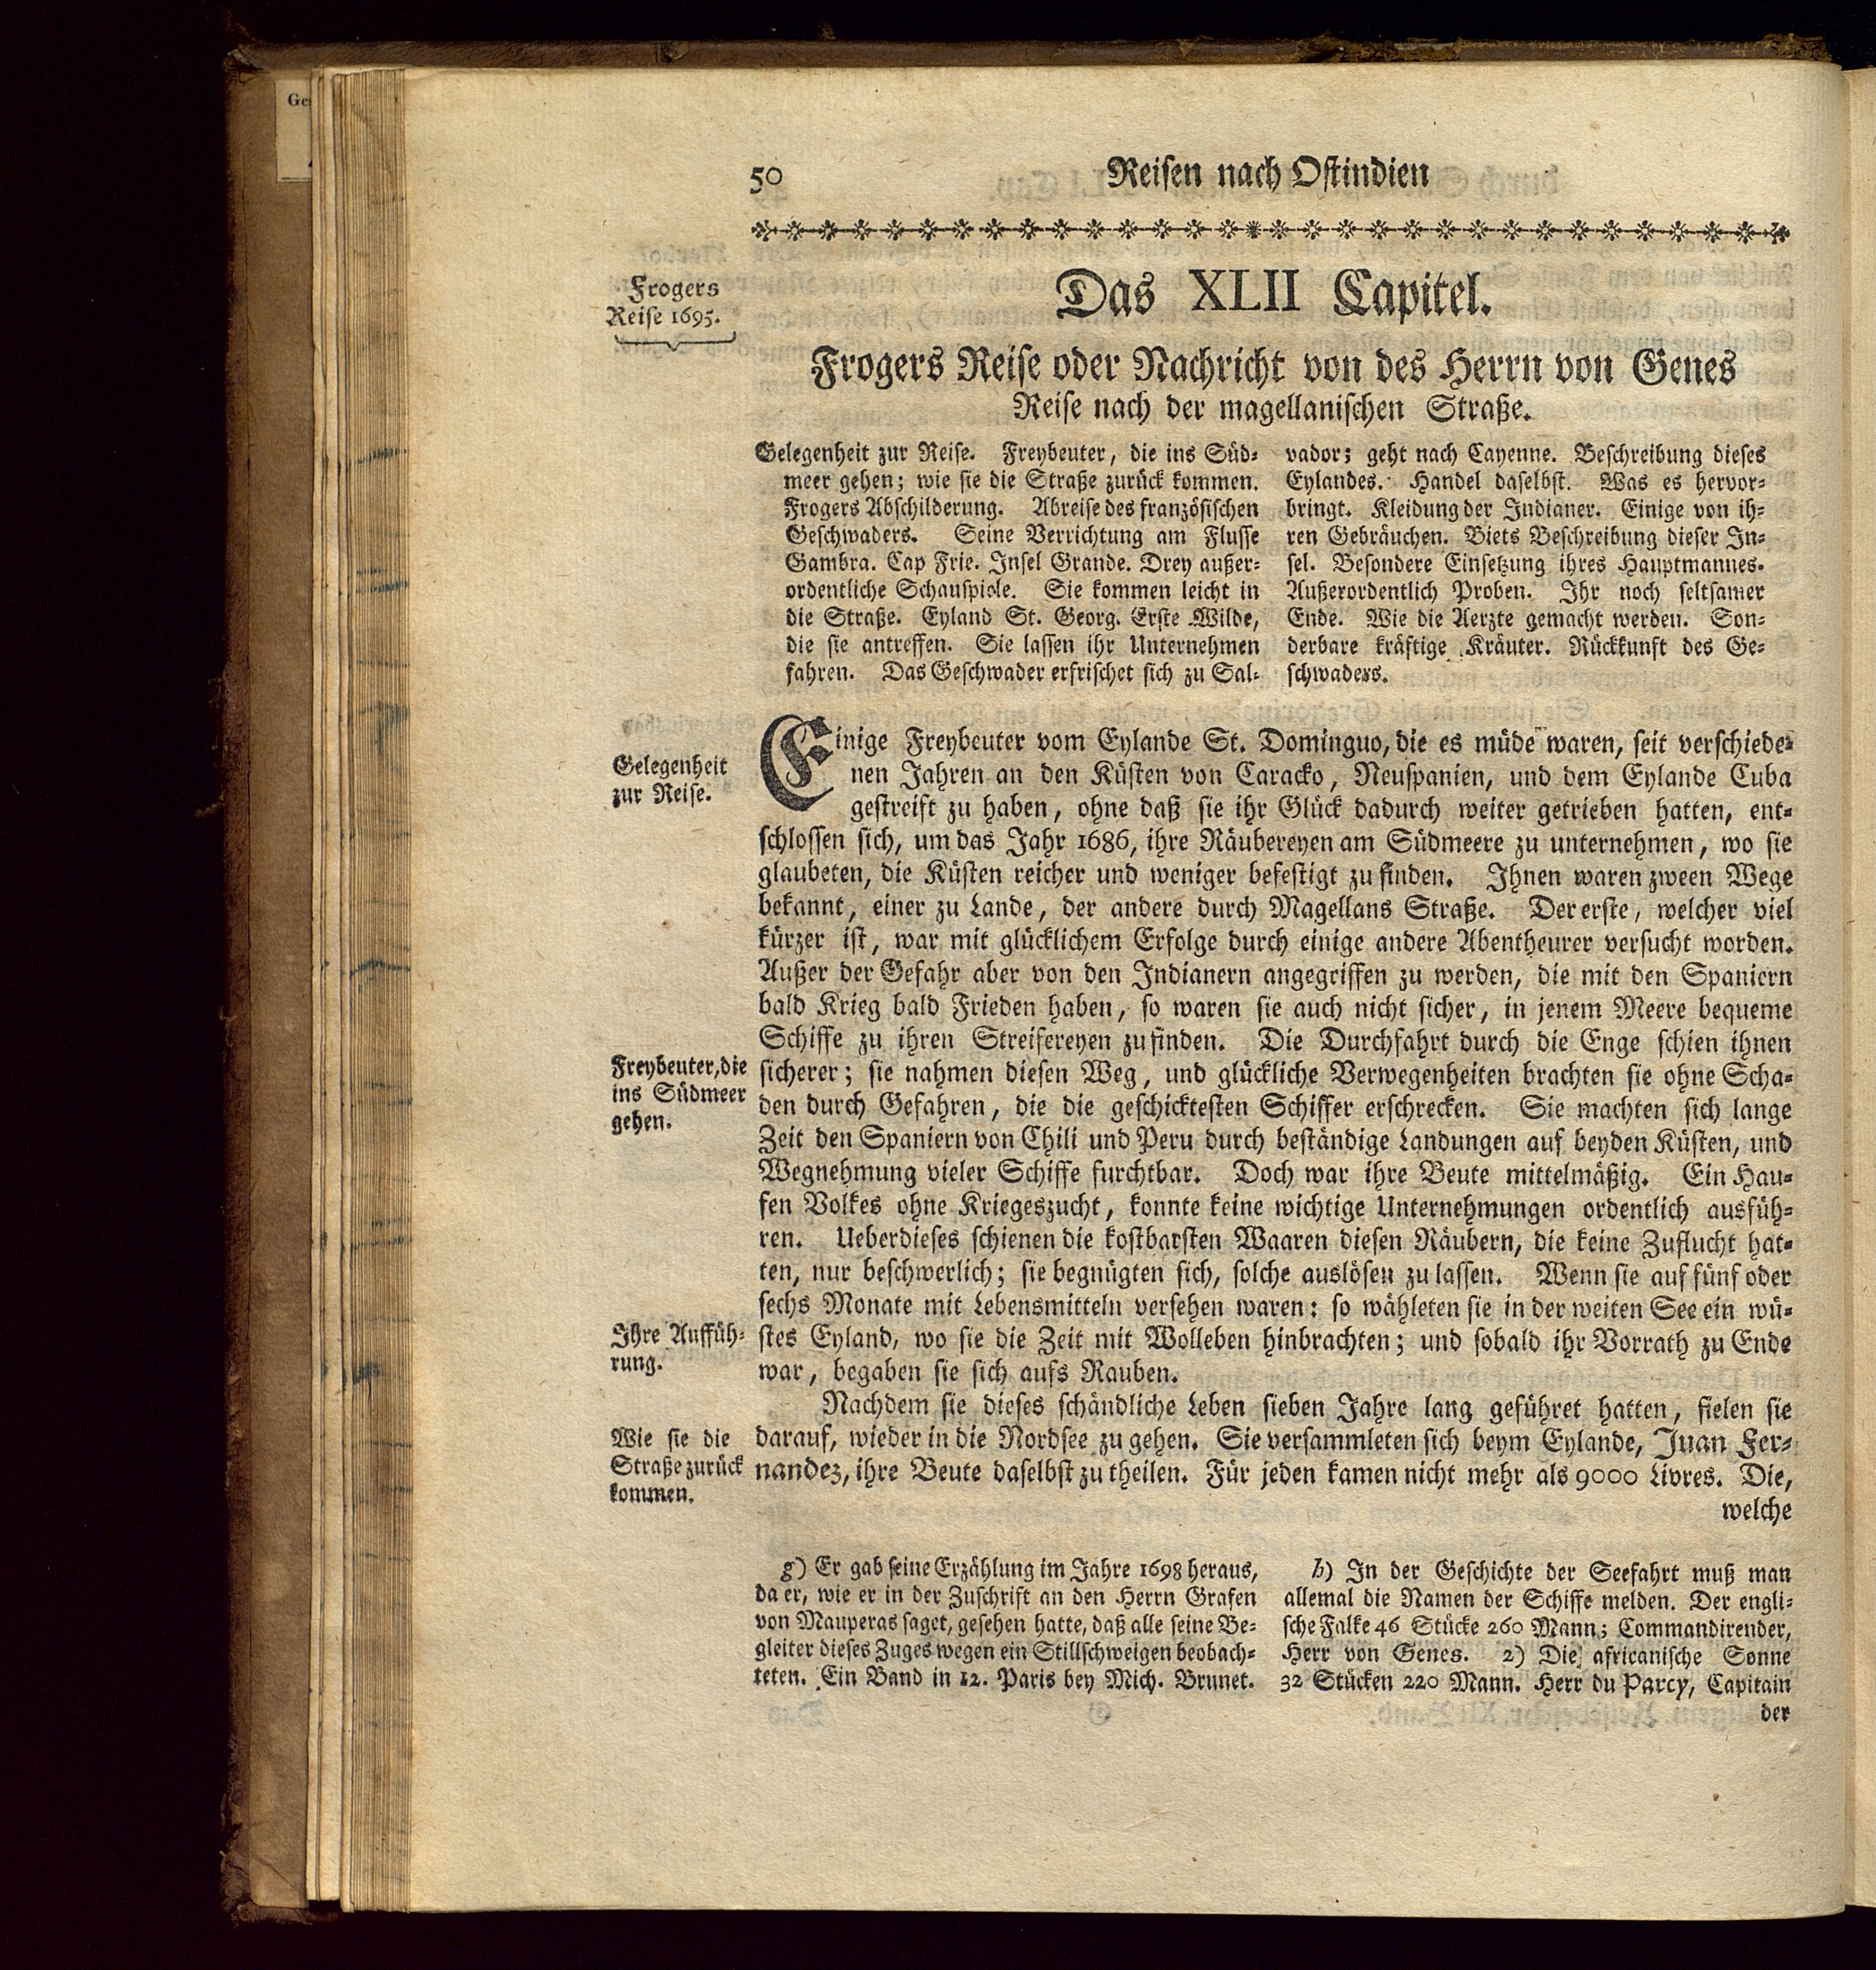 50
Reisen nach Ostindien
Frogers
Reise 1695.
Das XLII Capitel.
Frogers Reise oder Nachricht von des Herrn von Genes
Reise nach der magellanischen Straße.
Gelegenheit zur Reise. Freybeuter, die ins Süd-
meer gehen; wie sie die Straße zurück kommen.
Frogers Abschilderung. Abreise des französischen
Geschwaders. Seine Verrichtung am Flusse
Gambra. Cap Frie. Insel Grande. Drey außer-
ordentliche Schauspiele. Sie kommen leicht in
die Straße. Eyland St. Georg. Erste Wilde,
die sie antreffen. Sie lassen ihr Unternehmen
fahren. Das Geschwader erfrischet sich zu Sal-
vador; geht nach Cayenne. Beschreibung dieses
Eylandes. Handel daselbst. Was es hervor-
bringt. Kleidung der Indianer. Einige von ih-
ren Gebräuchen. Biets Beschreibung dieser In-
sel. Besondere Einsetzung ihres Hauptmannes.
Außerordentlich Proben. Ihr noch seltsamer
Ende. Wie die Aerzte gemacht werden. Son-
derbare kräftige Kräuter. Rückkunft des Ge-
schwaders.
Gelegenheit
zur Reise.
Einige Freybeuter vom Eylande St. Dominguo, die es müde waren, seit verschiede-
nen Jahren an den Küsten von Caracko, Neuspanien, und dem Eylande Cuba
gestreift zu haben, ohne daß sie ihr Glück dadurch weiter getrieben hatten, ent-
schlossen sich, um das Jahr 1686, ihre Räubereyen am Südmeere zu unternehmen, wo sie
glaubeten, die Küsten reicher und weniger befestigt zu finden. Ihnen waren zween Wege
bekannt, einer zu Lande, der andere durch Magellans Straße. Der erste, welcher viel
kürzer ist, war mit glücklichem Erfolge durch einige andere Abentheurer versucht worden.
Außer der Gefahr aber von den Indianern angegriffen zu werden, die mit den Spaniern
bald Krieg bald Frieden haben, so waren sie auch nicht sicher, in jenem Meere bequeme
Schiffe zu ihren Streifereyen zu finden. Die Durchfahrt durch die Enge schien ihnen
Freybeuter, die
ins Südmeer
gehen.
sicherer; sie nahmen diesen Weg, und glückliche Verwegenheiten brachten sie ohne Scha-
den durch Gefahren, die die geschicktesten Schiffer erschrecken. Sie machten sich lange
Zeit den Spaniern von Chili und Peru durch beständige Landungen auf beyden Küsten, und
Wegnehmung vieler Schiffe furchtbar. Doch war ihre Beute mittelmäßig. Ein Hau-
fen Volkes ohne Kriegeszucht, konnte keine wichtige Unternehmungen ordentlich ausfüh-
ren. Ueberdieses schienen die kostbarsten Waaren diesen Räubern, die keine Zuflucht hat-
ten, nur beschwerlich; sie begnügten sich, solche auslösen zu lassen. Wenn sie auf fünf oder
sechs Monate mit Lebensmitteln versehen waren: so wähleten sie in der weiten See ein wü-
Ihre Auffüh-
rung.
stes Eyland, wo sie die Zeit mit Wolleben hinbrachten; und sobald ihr Vorrath zu Ende
war, begaben sie sich aufs Rauben.
Nachdem sie dieses schändliche Leben sieben Jahre lang geführet hatten, fielen sie
Wie sie die
Straße zurück
kommen.
darauf, wieder in die Nordsee zu gehen. Sie versammleten sich beym Eylande, Juan Fer-
nandez, ihre Beute daselbst zu theilen. Für jeden kamen nicht mehr als 9000 Livres. Die,
welche
g) Er gab seine Erzählung im Jahre 1698 heraus,
da er, wie er in der Zuschrift an den Herrn Grafen
von Mauperas saget, gesehen hatte, daß alle seine Be-
gleiter dieses Zuges wegen ein Stillschweigen beobach-
teten. Ein Band in 12. Paris bey Mich. Brunet.
h) In der Geschichte der Seefahrt muß man
allemal die Namen der Schiffe melden. Der engli-
sche Falke 46 Stücke 260 Mann; Commandirender,
Herr von Genes. 2) Die africanische Sonne
32 Stücken 220 Mann. Herr du Parcy, Capitain
der